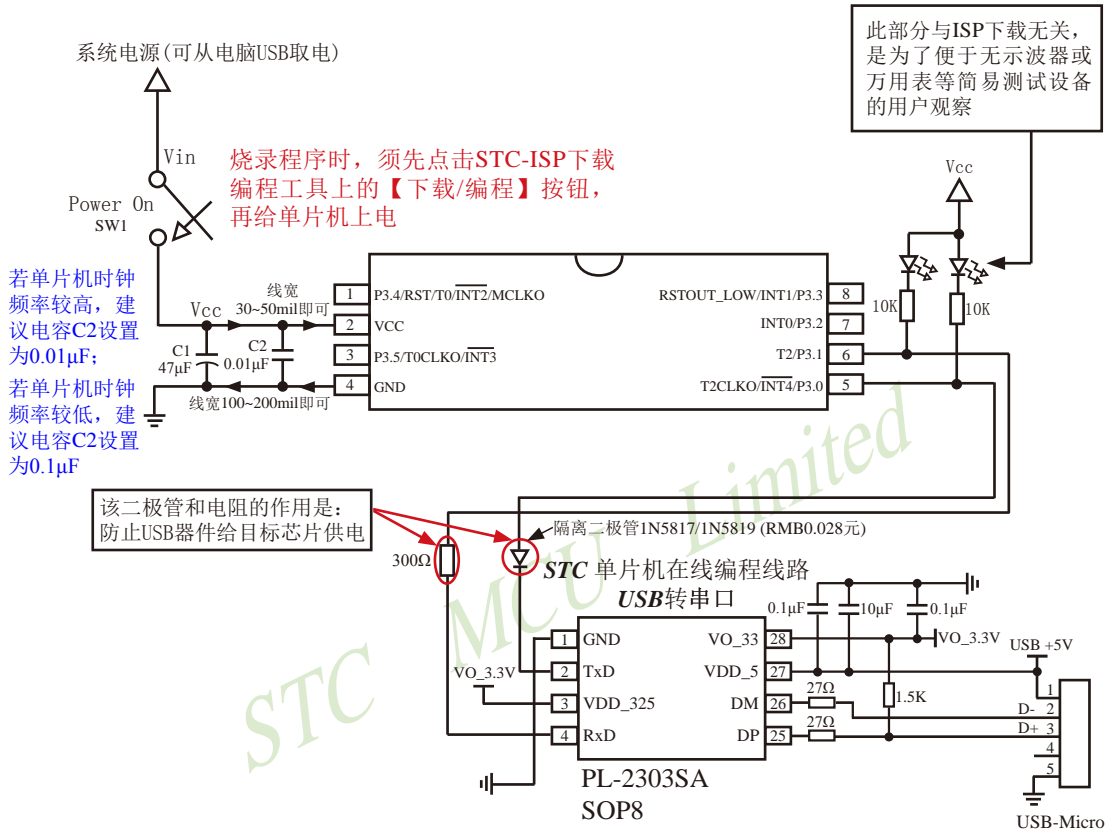 系统电源(可从电脑USB取电)
Vin
Power On
SW1
烧录程序时，须先点击STC-ISP下载
编程工具上的【下载/编程】按钮，
再给单片机上电
此部分与ISP下载无关，
是为了便于无示波器或
万用表等简易测试设备
的用户观察
Vcc
10K
10K
若单片机时钟
频率较高，建
议电容C2设置
为0.01μF；
若单片机时钟
频率较低，建
议电容C2设置
为0.1μF
Vcc
线宽
30~50mil即可
C1
47μF
C2
0.01μF
线宽100~200mil即可
1 P3.4/RST/T0/INT2/MCLKO
2 VCC
3 P3.5/T0CLKO/INT3
4 GND
RSTOUT_LOW/INT1/P3.3 8
INT0/P3.2 7
T2/P3.1 6
T2CLKO/INT4/P3.0 5
该二极管和电阻的作用是：
防止USB器件给目标芯片供电
300Ω
隔离二极管1N5817/1N5819 (RMB0.028元)
STC 单片机在线编程线路
USB转串口
STC MCU Limited
1 GND
2 TxD
3 VDD_325
4 RxD
VO_3.3V
VO_33 28
VDD_5 27
DM 26
DP 25
PL-2303SA
SOP8
0.1μF
10μF
0.1μF
VO_3.3V
1.5K
27Ω
27Ω
USB +5V
1
D- 2
D+ 3
4
5
USB-Micro